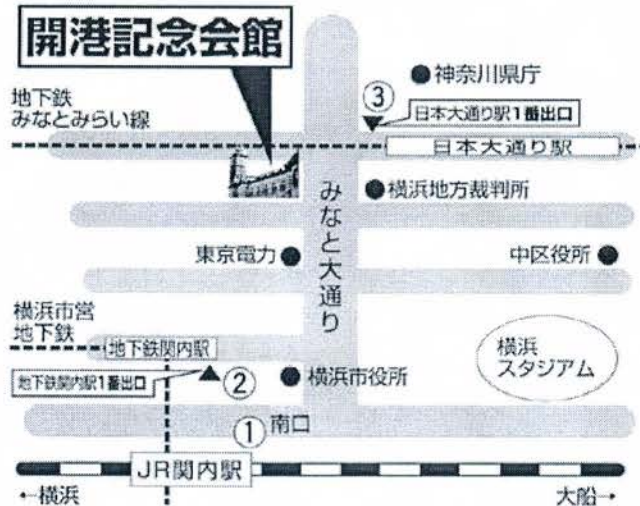 開港記念会館
神奈川県庁
地下鉄
みなとみらい線
③
日本大通り駅1番出口
日本大通り駅
横浜地方裁判所
みなと大通り
東京電力
中区役所
横浜市営
地下鉄
地下鉄関内駅
地下鉄関内駅1番出口
②
横浜市役所
横浜
スタジアム
①
南口
JR関内駅
←横浜
大船→